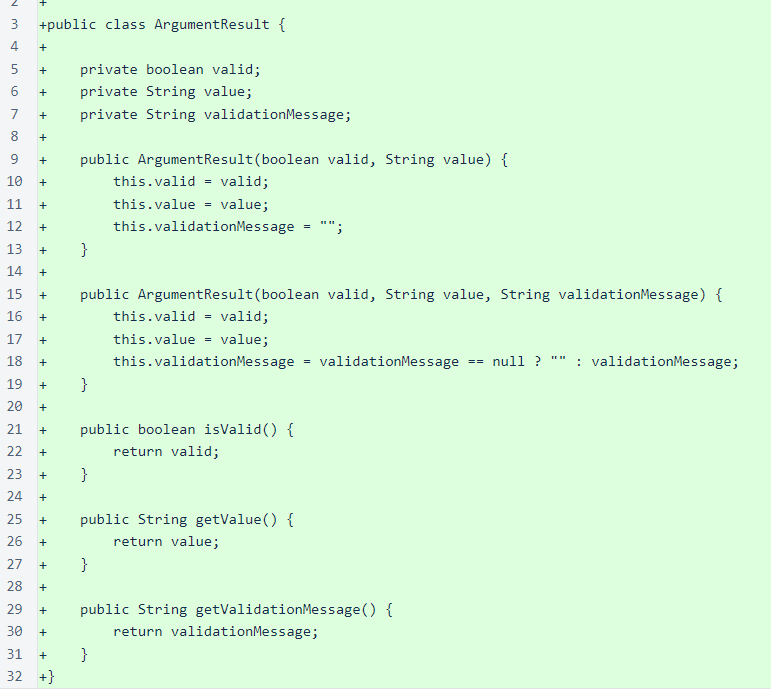 2 +
3 +public class ArgumentResult {
4 +
5 +    private boolean valid;
6 +    private String value;
7 +    private String validationMessage;
8 +
9 +    public ArgumentResult(boolean valid, String value) {
10 +        this.valid = valid;
11 +        this.value = value;
12 +        this.validationMessage = "";
13 +    }
14 +
15 +    public ArgumentResult(boolean valid, String value, String validationMessage) {
16 +        this.valid = valid;
17 +        this.value = value;
18 +        this.validationMessage = validationMessage == null ? "" : validationMessage;
19 +    }
20 +
21 +    public boolean isValid() {
22 +        return valid;
23 +    }
24 +
25 +    public String getValue() {
26 +        return value;
27 +    }
28 +
29 +    public String getValidationMessage() {
30 +        return validationMessage;
31 +    }
32 +}